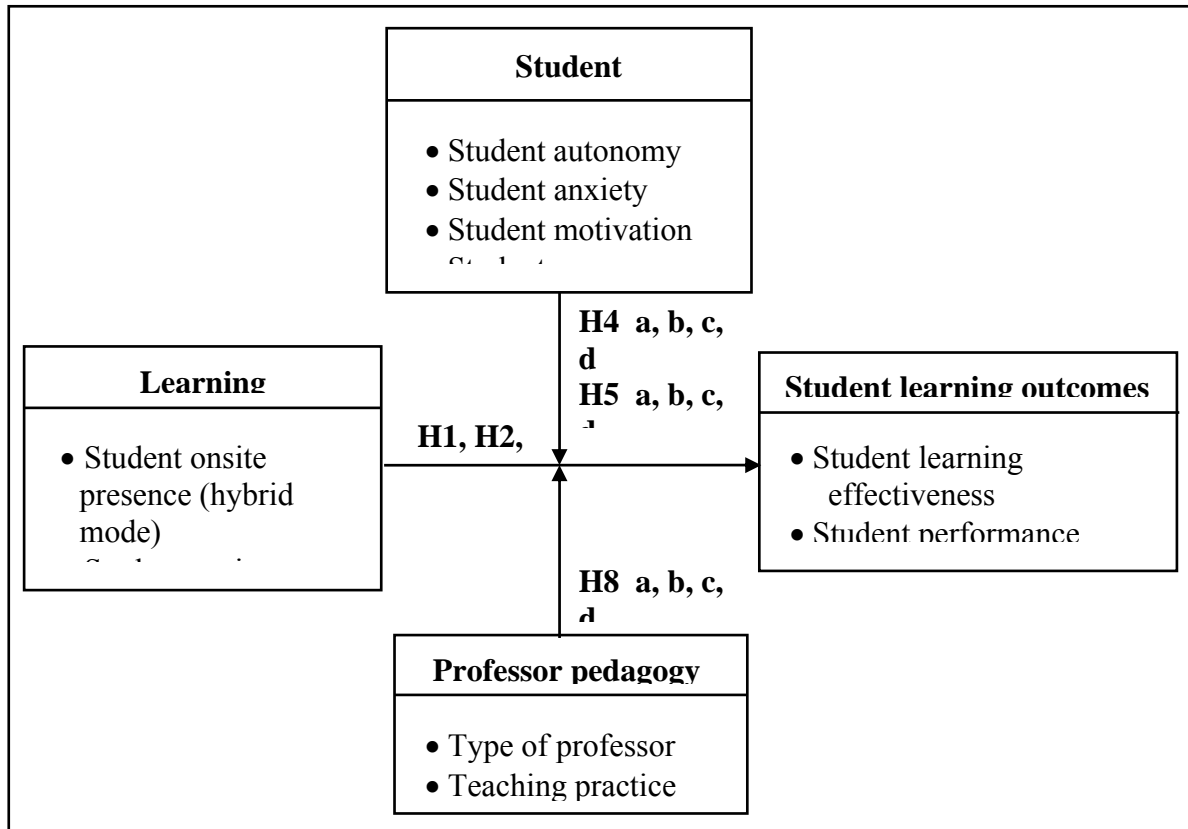 Student
• Student autonomy
• Student anxiety
• Student motivation
H4 a, b, c,
d
H5 a, b, c,
Learning
• Student onsite
presence (hybrid
mode)
H1, H2,
Student learning outcomes
• Student learning
effectiveness
• Student performance
H8 a, b, c,
d
Professor pedagogy
• Type of professor
• Teaching practice